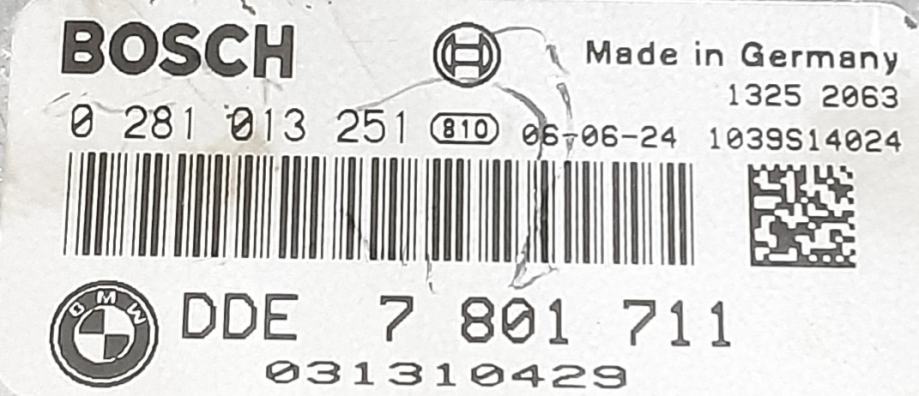 BOSCH Made in Germany
1325 2063
0 281 013 251 810 06-06-24 1039S14024
BMW DDE 7 801 711
031310429